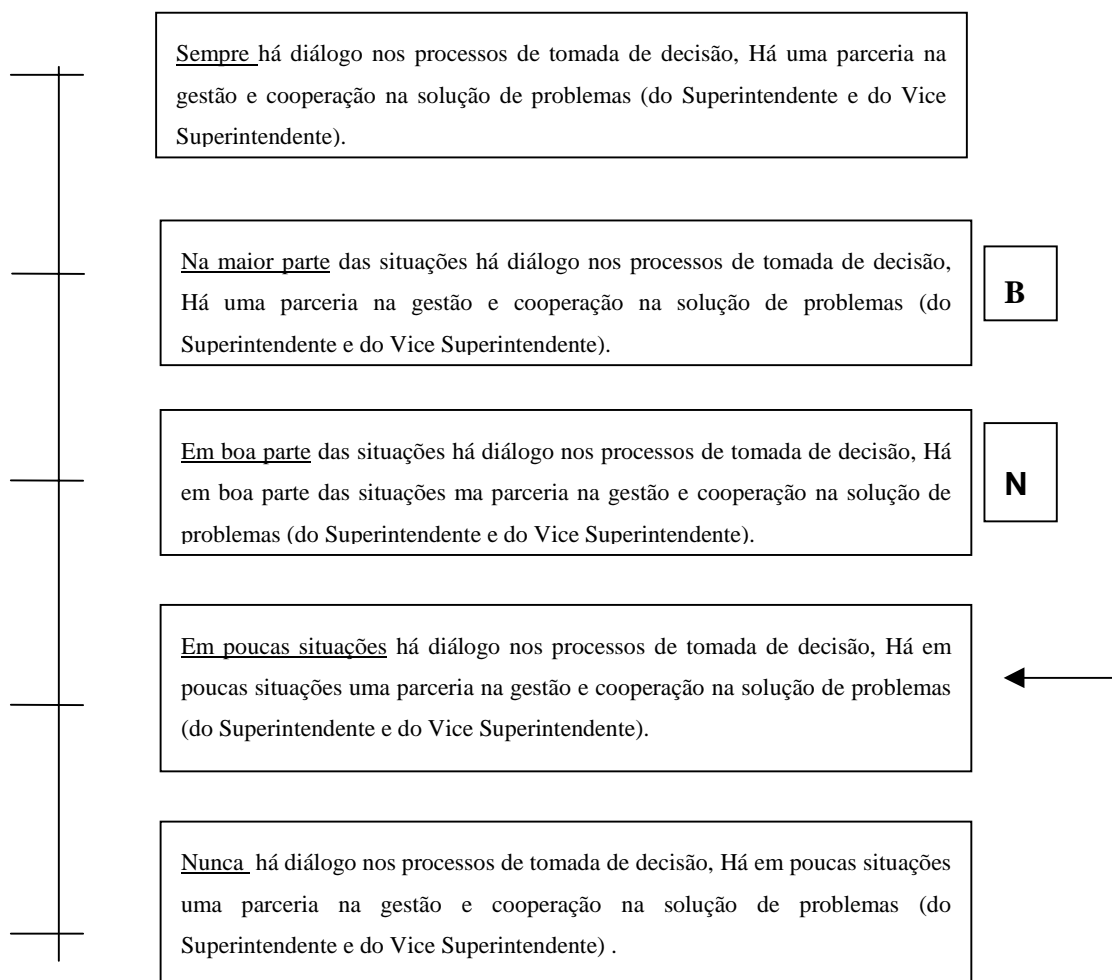 Sempre há diálogo nos processos de tomada de decisão, Há uma parceria na
gestão e cooperação na solução de problemas (do Superintendente e do Vice
Superintendente).
Na maior parte das situações há diálogo nos processos de tomada de decisão,
Há uma parceria na gestão e cooperação na solução de problemas (do
Superintendente e do Vice Superintendente).
B
Em boa parte das situações há diálogo nos processos de tomada de decisão, Há
em boa parte das situações ma parceria na gestão e cooperação na solução de
problemas (do Superintendente e do Vice Superintendente).
N
Em poucas situações há diálogo nos processos de tomada de decisão, Há em
poucas situações uma parceria na gestão e cooperação na solução de problemas
(do Superintendente e do Vice Superintendente).
Nunca há diálogo nos processos de tomada de decisão, Há em poucas situações
uma parceria na gestão e cooperação na solução de problemas (do
Superintendente e do Vice Superintendente) .